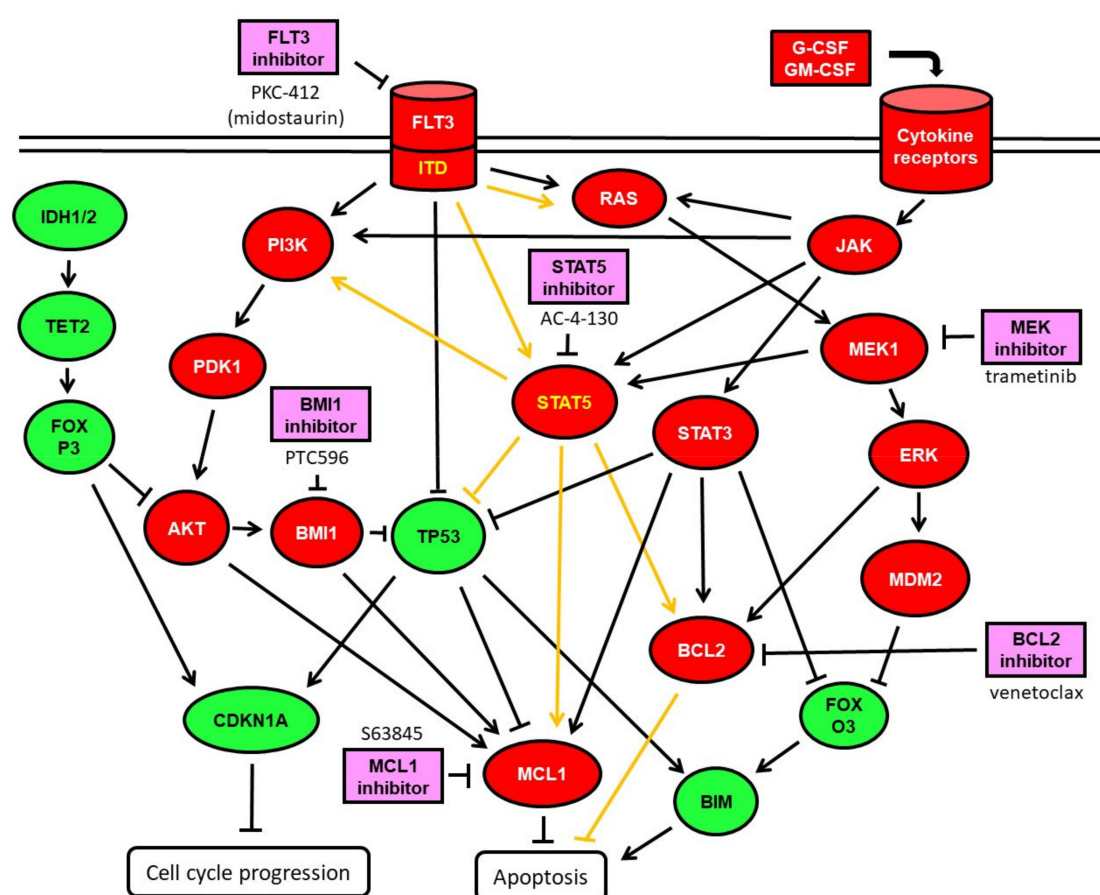 FLT3
inhibitor
PKC-412
(midostaurin)
G-CSF
GM-CSF
FLT3
ITD
Cytokine
receptors
IDH1/2
RAS
PI3K
JAK
STAT5
inhibitor
AC-4-130
TET2
MEK1
MEK
inhibitor
trametinib
PDK1
BMI1
inhibitor
PTC596
STAT5
STAT3
FOX
P3
ERK
AKT
BMI1
TP53
MDM2
BCL2
BCL2
inhibitor
venetoclax
CDKN1A
FOX
O3
S63845
MCL1
inhibitor
MCL1
BIM
Cell cycle progression
Apoptosis